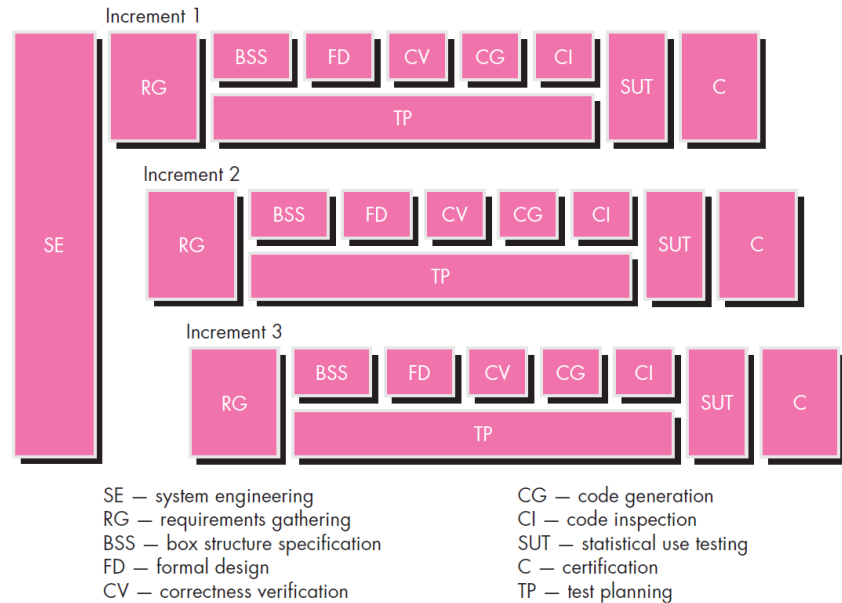 Increment 1
BSS FD CV CG CI
RG SUT C
TP
Increment 2
BSS FD CV CG CI
SE RG SUT C
TP
Increment 3
BSS FD CV CG CI
RG SUT C
TP
SE — system engineering
RG — requirements gathering
BSS — box structure specification
FD — formal design
CV — correctness verification
CG — code generation
CI — code inspection
SUT — statistical use testing
C — certification
TP — test planning